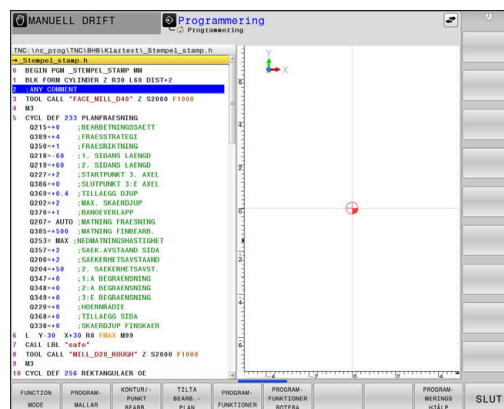 MANUELL DRIFT
Programmering
Programmering
TNC:\nc_prog\TNC\BHB\Klartext\_Stempel_stamp.h
→_Stempel_stamp.h
0 BEGIN PGM _STEMPEL_STAMP MM
1 BLK FORM CYLINDER Z R30 L60 DIST+2
2 ;ANY COMMENT
3 TOOL CALL "FACE_MILL_D40" Z S2000 F1000
4 M3
5 CYCL DEF 233 PLANFRAESNING
Q215=+0 ;BEARBETNINGSSAETT
Q389=+4 ;FRAESSTRATEGI
Q350=+1 ;FRAESRIKTNING
Q218=-60 ;1. SIDANS LAENGD
Q219=+60 ;2. SIDANS LAENGD
Q227=+2 ;STARTPUNKT 3. AXEL
Q386=+0 ;SLUTPUNKT 3:E AXEL
Q369=+0.4 ;TILLAEGG DJUP
Q202=+2 ;MAX. SKAERDJUP
Q370=+1 ;BANOEVERLAPP
Q207= AUTO ;MATNING FRAESNING
Q385=+500 ;MATNING FINBEARB.
Q253= MAX ;NEDMATNINGSHASTIGHET
Q357=+2 ;SAEK.AVSTAAND SIDA
Q200=+2 ;SAEKERHETSAVSTAAND
Q204=+50 ;2. SAEKERHETSAVST.
Q347=+0 ;1:A BEGRAENSNING
Q348=+0 ;2:A BEGRAENSNING
Q349=+0 ;3:E BEGRAENSNING
Q220=+0 ;HOERNRADIE
Q368=+0 ;TILLAEGG SIDA
Q338=+0 ;SKAERDJUP FINSKAER
6 L Y-30 X+30 R0 FMAX M99
7 CALL LBL "safe"
8 TOOL CALL "MILL_D20_ROUGH" Z S2000 F1000
9 M3
10 CYCL DEF 256 REKTANGULAER OE
Y
X
FUNCTION MODE
PROGRAM- MALLAR
KONTUR/- PUNKT BEARB.
TILTA BEARB.- PLAN
PROGRAM- FUNKTIONER
PROGRAM- FUNKTIONER ROTERA
PROGRAM- MERINGS HJÄLP
SLUT